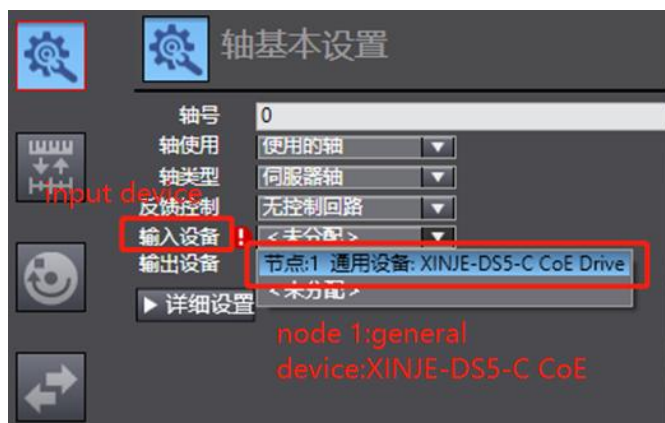 轴基本设置
轴号 0
轴使用 使用的轴
轴类型 伺服器轴
input device
反馈控制 无控制回路
输入设备 ! <未分配>
输出设备 节点:1 通用设备: XINJE-DS5-C CoE Drive
<未分配>
详细设置
node 1:general
device:XINJE-DS5-C CoE